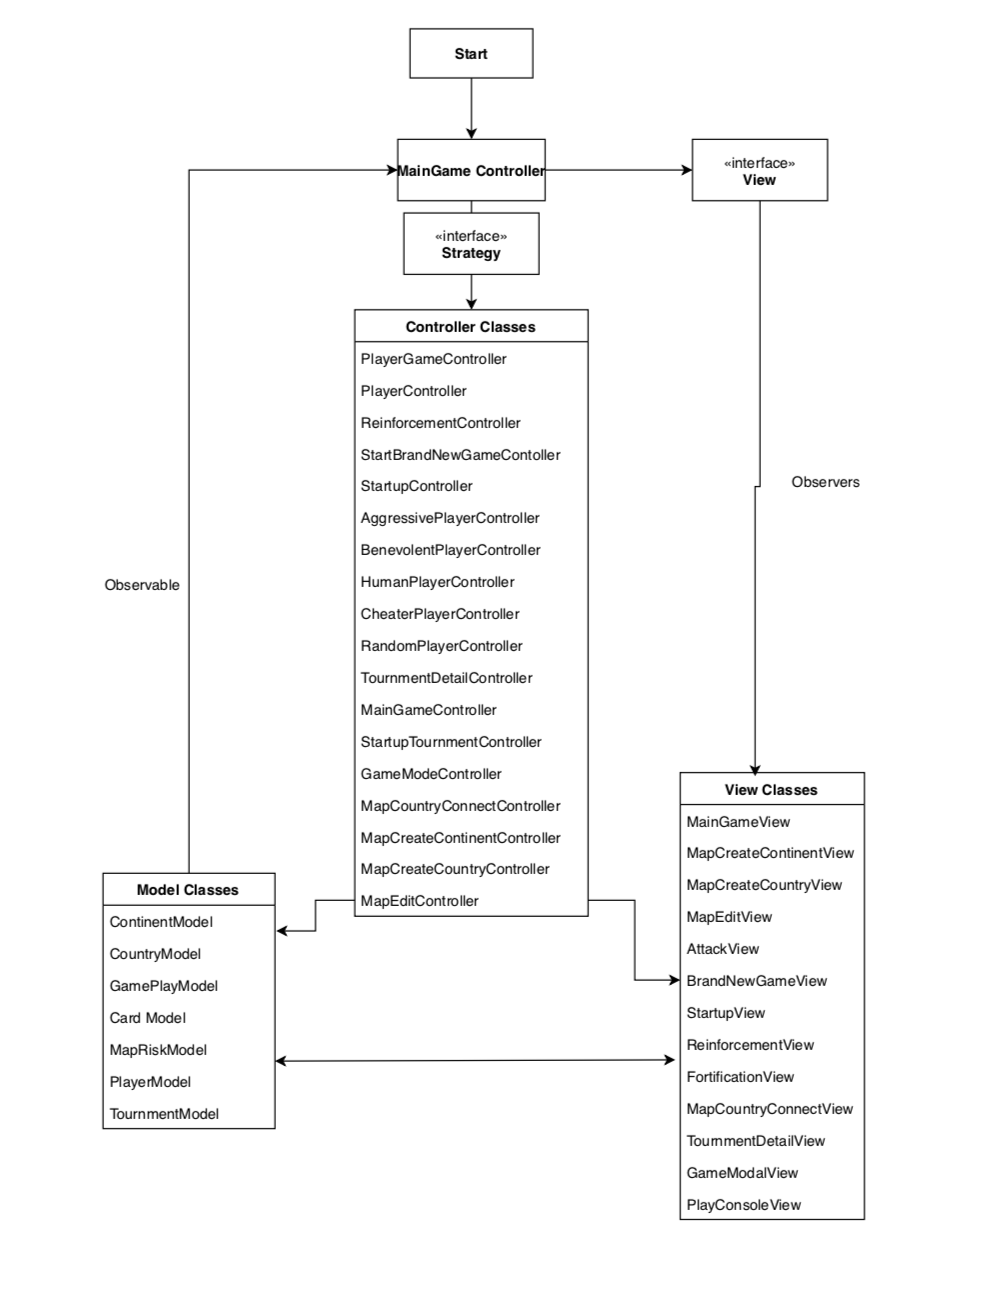 Start
MainGame Controller
«interface»
View
«interface»
Strategy
Controller Classes
PlayerGameController
PlayerController
ReinforcementController
StartBrandNewGameContoller
StartupController
AggressivePlayerController
BenevolentPlayerController
HumanPlayerController
CheaterPlayerController
RandomPlayerController
TournmentDetailController
MainGameController
StartupTournmentController
GameModeController
MapCountryConnectController
MapCreateContinentController
MapCreateCountryController
MapEditController
Observers
Observable
View Classes
MainGameView
MapCreateContinentView
MapCreateCountryView
MapEditView
AttackView
BrandNewGameView
StartupView
ReinforcementView
FortificationView
MapCountryConnectView
TournmentDetailView
GameModalView
PlayConsoleView
Model Classes
ContinentModel
CountryModel
GamePlayModel
Card Model
MapRiskModel
PlayerModel
TournmentModel